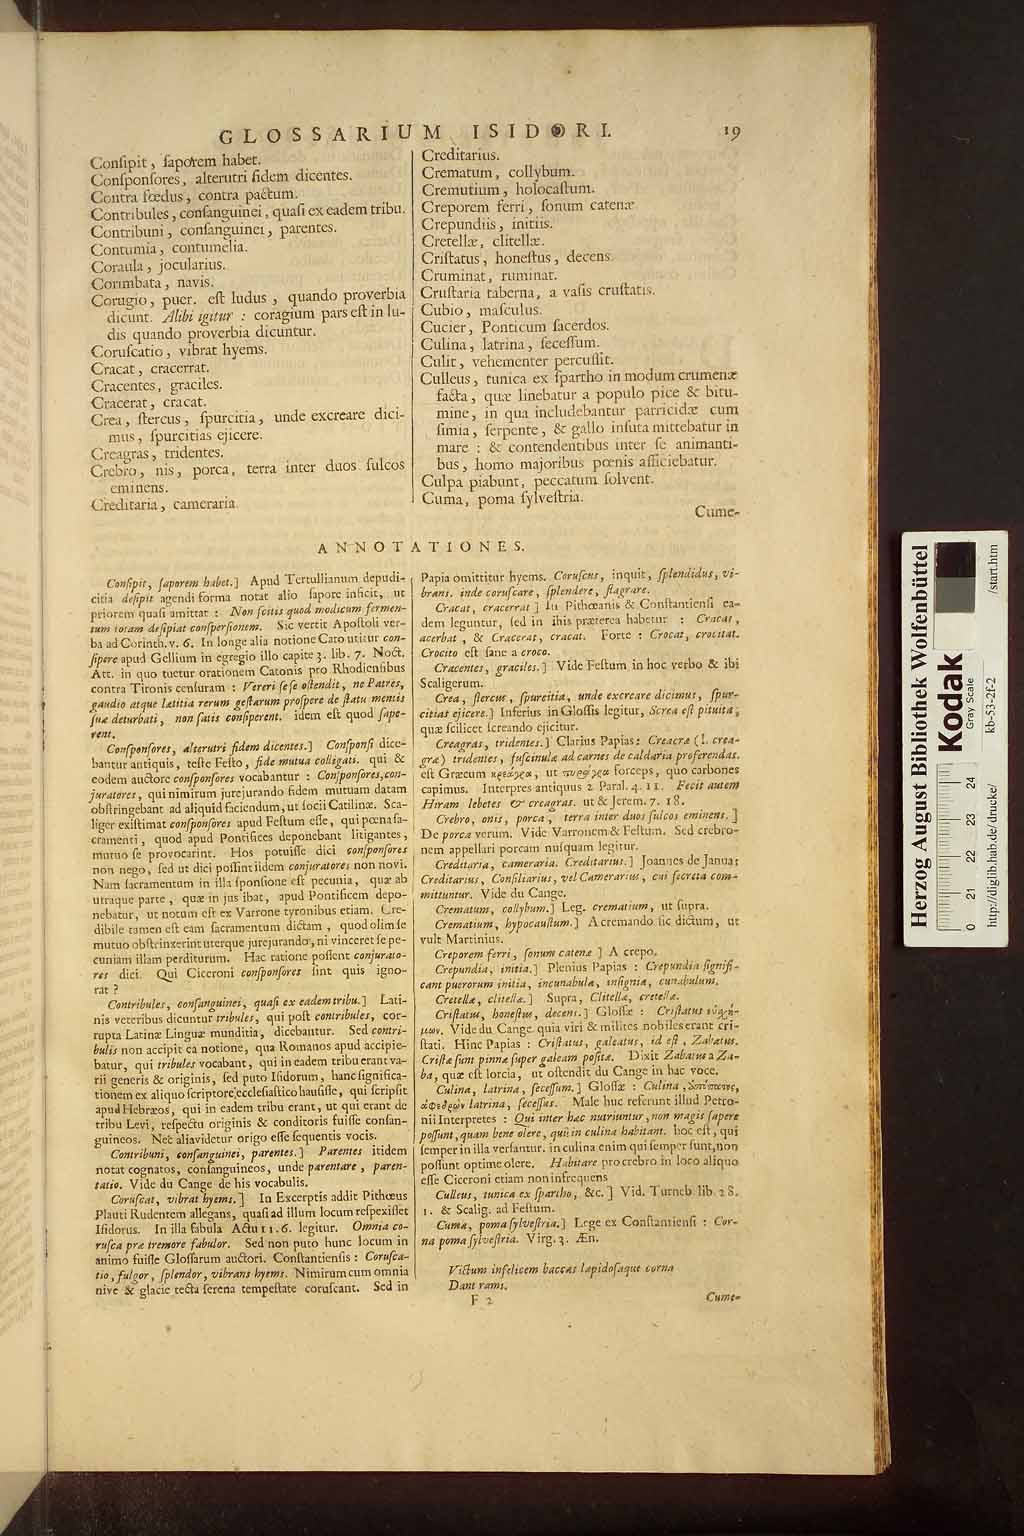 GLOSSARIUM ISIDORI. 19
Conſipit, ſaporem habet.
Conſponſores, alterutri fidem dicentes.
Contra fœdus, contra pactum.
Contribules, conſanguinei, quaſi ex eadem tribu.
Contribuni, conſanguinei, parentes.
Contumia, contumelia.
Coraula, jocularius.
Corimbata, navis.
Corugio, puer. eſt ludus, quando proverbia
dicunt. Alibi igitur: coragium pars eſt in lu-
dis quando proverbia dicuntur.
Coruſcatio, vibrat hyems.
Cracat, cracerrat.
Cracentes, graciles.
Cracerat, cracat.
Crea, ſtercus, ſpurcitia, unde excreare dici-
mus, ſpurcitias ejicere.
Creagras, tridentes.
Crebro, nis, porca, terra inter duos ſulcos
eminens.
Creditaria, cameraria.
Creditarius.
Crematum, collybum.
Cremutium, holocaſtum.
Creporem ferri, ſonum catenæ
Crepundiis, initiis.
Cretellæ, clitellæ.
Criſtatus, honeſtus, decens.
Cruminat, ruminat.
Cruſtaria taberna, a vaſis cruſtatis.
Cubio, maſculus.
Cucier, Ponticum ſacerdos.
Culina, latrina, ſeceſſum.
Culit, vehementer percuſſit.
Culleus, tunica ex ſpartho in modum crumenæ
facta, quæ linebatur a populo pice & bitu-
mine, in qua includebantur parricidæ cum
ſimia, ſerpente, & gallo inſuta mittebatur in
mare: & contendentibus inter ſe animanti-
bus, homo majoribus pœnis afficiebatur.
Culpa piabunt, peccatum ſolvent.
Cuma, poma ſylveſtria.
Cume-
ANNOTATIONES.
Conſipit, ſaporem habet.] Apud Tertullianum depudi-
citia deſipit agendi forma notat alio ſapore inficit, ut
priorem quaſi amittat: Non ſcitis quod modicum fermen-
tum totam deſipiat conſperſionem. Sic vertit Apoſtoli ver-
ba ad Corinth. v. 6. In longe alia notione Cato utitur con-
ſipere apud Gellium in egregio illo capite 3. lib. 7. Noct.
Att. in quo tuetur orationem Catonis pro Rhodienſibus
contra Tironis cenſuram: Vereri ſeſe oſtendit, ne Patres,
gaudio atque lætitia rerum geſtarum proſpere de ſtatu mentis
ſuæ deturbati, non ſatis conſiperent. idem eſt quod ſape-
rent.
Conſponſores, alterutri fidem dicentes.] Conſponſi dice-
bantur antiquis, teſte Feſto, fide mutua colligati. qui &
eodem auctore conſponſores vocabantur: Conſponſores, con-
juratores, qui nimirum jurejurando fidem mutuam datam
obſtringebant ad aliquid faciendum, ut ſocii Catilinæ. Sca-
liger exiſtimat conſponſores apud Feſtum eſſe, qui pœna ſa-
cramenti, quod apud Pontifices deponebant litigantes,
mutuo ſe provocarint. Hos potuiſſe dici conſponſores
non nego, ſed ut dici poſſint iidem conjuratores non novi.
Nam ſacramentum in illa ſponſione eſt pecunia, quæ ab
utraque parte, quæ in jus ibat, apud Pontificem depo-
nebatur, ut notum eſt ex Varrone tyronibus etiam. Cre-
dibile tamen eſt eam ſacramentum dictam, quod olim ſe
mutuo obſtrinxerint uterque jurejurando, ni vinceret ſe pe-
cuniam illam perditurum. Hac ratione poſſent conjurato-
res dici. Qui Ciceroni conſponſores ſint quis igno-
rat?
Contribules, conſanguinei, quaſi ex eadem tribu.] Lati-
nis veteribus dicuntur tribules, qui poſt contribules, cor-
rupta Latinæ Linguæ munditia, dicebantur. Sed contri-
bulis non accipit ea notione, qua Romanos apud accipie-
batur, qui tribules vocabant, qui in eadem tribu erant va-
rii generis & originis, ſed puto Iſidorum, hanc ſignifica-
tionem ex aliquo ſcriptore eccleſiaſtico hauſiſſe, qui ſcripſit
apud Hebræos, qui in eadem tribu erant, ut qui erant de
tribu Levi, reſpectu originis & conditoris fuiſſe conſan-
guineos. Nec alia videtur origo eſſe ſequentis vocis.
Contribuni, conſanguinei, parentes.] Parentes itidem
notat cognatos, conſanguineos, unde parentare, paren-
tatio. Vide du Cange de his vocabulis.
Coruſcat, vibrat hyems.] In Excerptis addit Pithœus
Plauti Rudentem allegans, quaſi ad illum locum reſpexiſſet
Iſidorus. In illa fabula Actu 11. 6. legitur. Omnia co-
ruſca præ tremore fabulor. Sed non puto hunc locum in
animo fuiſſe Gloſſarum auctori. Conſtantienſis: Coruſca-
tio, fulgor, ſplendor, vibrans hyems. Nimirum cum omnia
nive & glacie tecta ſerena tempeſtate coruſcant. Sed in
Papia omittitur hyems. Coruſcus, inquit, ſplendidus, vi-
brans. inde coruſcare, ſplendere, flagrare.
Cracat, cracerrat] In Pithœanis & Conſtantienſi ea-
dem leguntur, ſed in ibis præterea habetur: Cracat,
acerbat, & Cracerat, cracat. Forte: Crocat, crocitat.
Crocito eſt ſane a croco.
Cracentes, graciles.] Vide Feſtum in hoc verbo & ibi
Scaligerum.
Crea, ſtercus, ſpurcitia, unde excreare dicimus, ſpur-
citias ejicere.] Inferius in Gloſſis legitur, Screa eſt pituita,
quæ ſcilicet ſcreando ejicitur.
Creagras, tridentes.] Clarius Papias: Creacræ (l. crea-
græ) tridentes, fuſcinulæ ad carnes de caldaria proferendas.
eſt Græcum κρεάγρα, ut πυράγρα forceps, quo carbones
capimus. Interpres antiquus 2 Paral. 4. 11. Fecit autem
Hiram lebetes & creagras. ut & Jerem. 7. 18.
Crebro, onis, porca, terra inter duos ſulcos eminens.]
De porca verum. Vide Varronem & Feſtum. Sed crebro-
nem appellari porcam nuſquam legitur.
Creditaria, cameraria. Creditarius.] Joannes de Janua:
Creditarius, Conſiliarius, vel Camerarius, cui ſecreta com-
mittuntur. Vide du Cange.
Crematum, collybum.] Leg. crematium, ut ſupra.
Crematium, hypocauſtum.] A cremando ſic dictum, ut
vult Martinius.
Creporem ferri, ſonum catenæ] A crepo.
Crepundia, initia.] Plenius Papias: Crepundia ſignifi-
cant puerorum initia, incunabula, inſignia, cunabulum.
Cretellæ, clitellæ.] Supra, Clitellæ, cretellæ.
Criſtatus, honeſtus, decens.] Gloſſæ: Criſtatus εὐσχή-
μων. Vide du Cange. quia viri & milites nobiles erant cri-
ſtati. Hinc Papias: Criſtatus, galeatus, id eſt, Zabatus.
Criſtæ ſunt pinnæ ſuper galeam poſitæ. Dixit Zabatus a Za-
ba, quæ eſt lorcia, ut oſtendit du Cange in hac voce.
Culina, latrina, ſeceſſum.] Gloſſæ: Culina,
ἀφεδρὼν latrina, ſeceſſus. Male huc referunt illud Petro-
nii Interpretes: Qui inter hæc nutriuntur, non magis ſapere
poſſunt, quam bene olere, qui in culina habitant. hoc eſt, qui
ſemper in illa verſantur. in culina enim qui ſemper ſunt, non
poſſunt optime olere. Habitare pro crebro in loco aliquo
eſſe Ciceroni etiam non infrequens
Culleus, tunica ex ſpartho, &c.] Vid. Turneb. lib. 28.
1. & Scalig. ad Feſtum.
Cuma, poma ſylveſtria.] Lege ex Conſtantienſi: Cor-
na poma ſylveſtria. Virg. 3. Æn.
Victum infelicem baccas lapidoſaque corna
Dant rami.
F 2
Cume-
Herzog August Bibliothek Wolfenbüttel
Kodak
Gray Scale
kb-53-2f-2
0 21 22 23 24
http://diglib.hab.de/drucke/
/start.htm